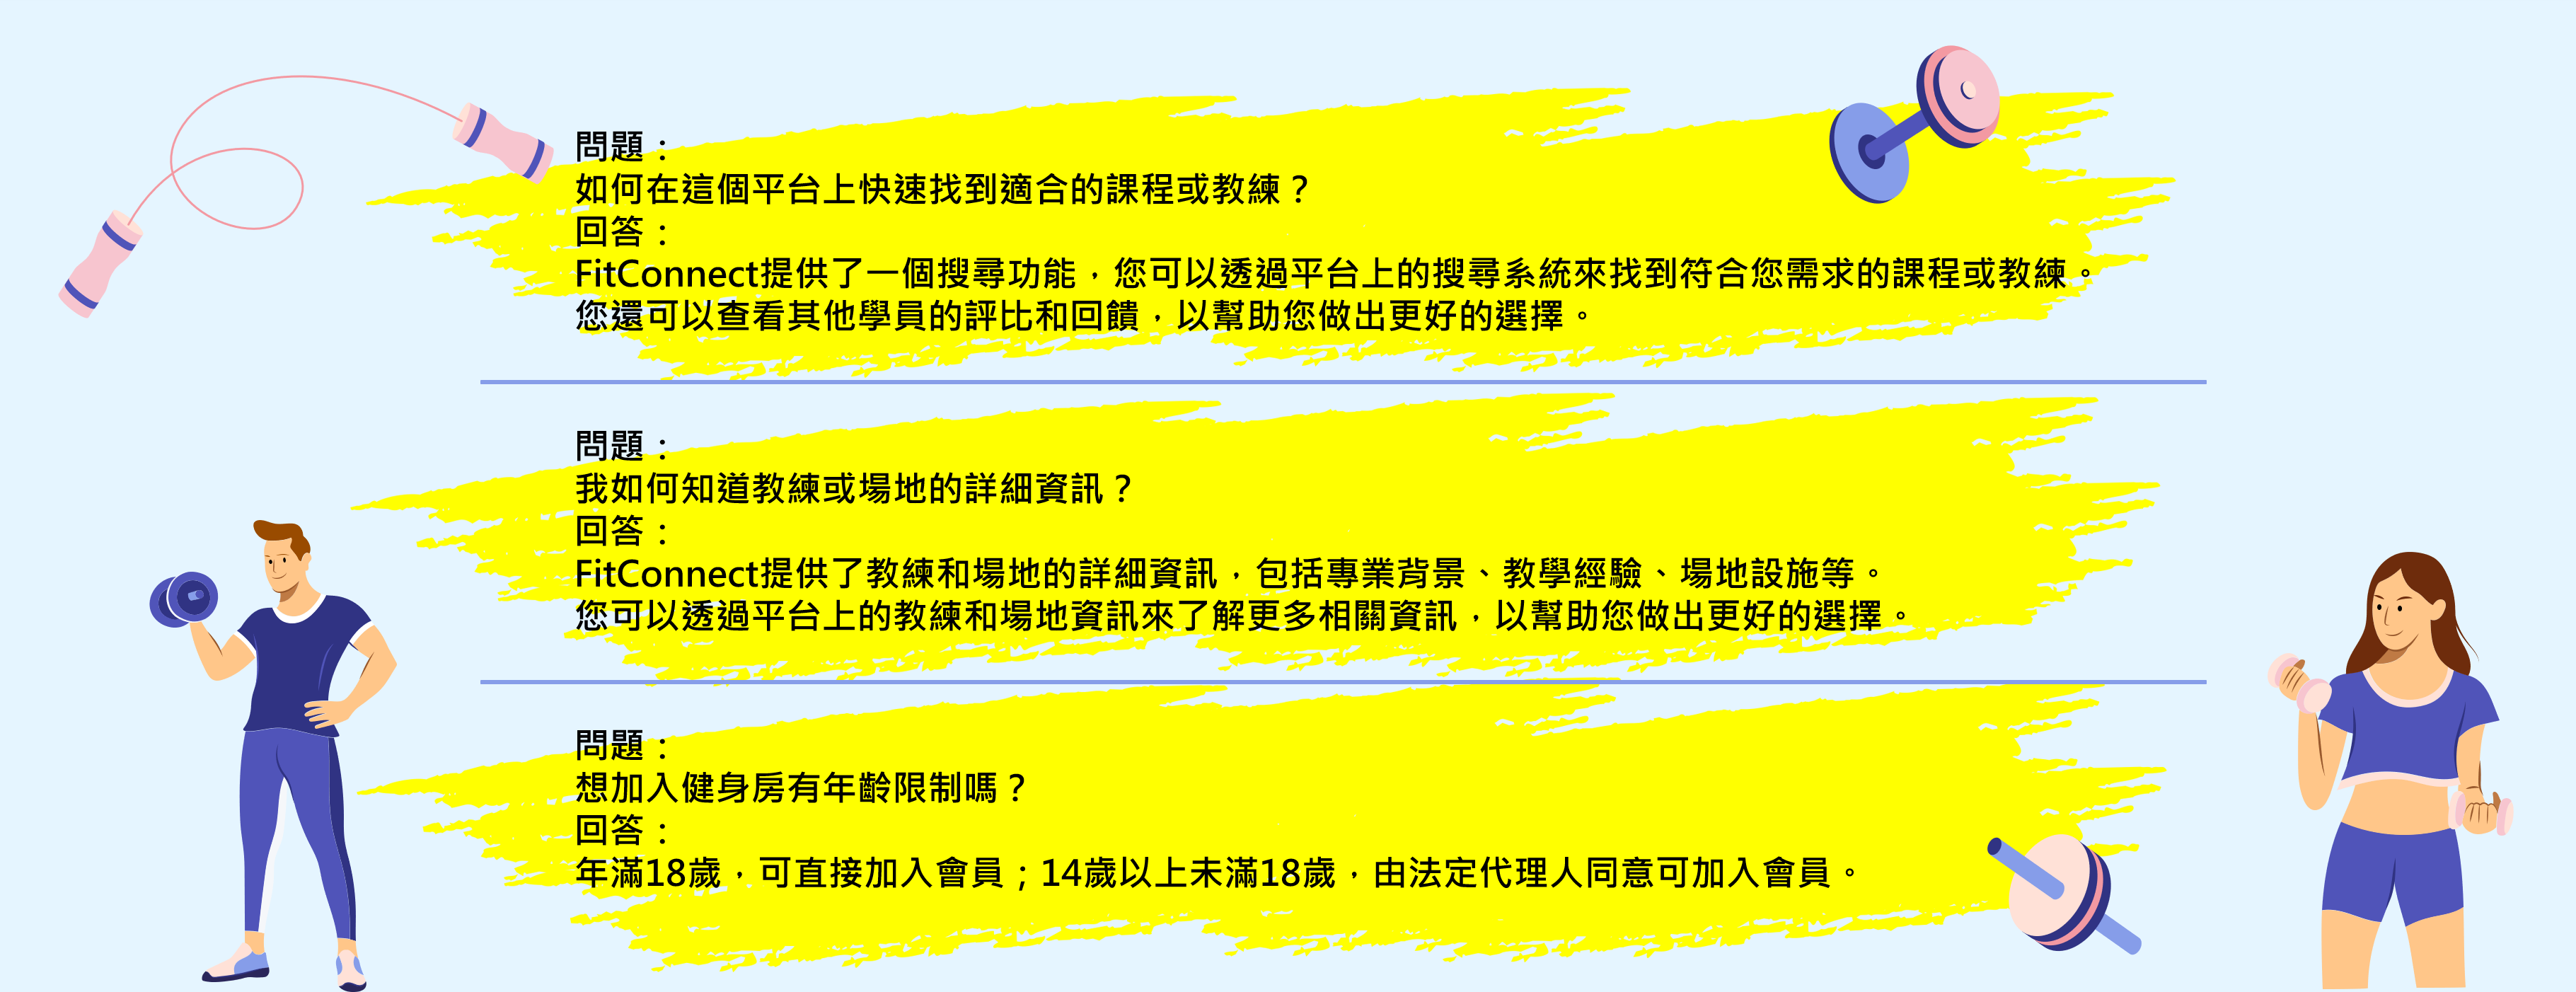 問題：
如何在這個平台上快速找到適合的課程或教練？
回答：
FitConnect提供了一個搜尋功能，您可以透過平台上的搜尋系統來找到符合您需求的課程或教練。
您還可以查看其他學員的評比和回饋，以幫助您做出更好的選擇。
問題：
我如何知道教練或場地的詳細資訊？
回答：
FitConnect提供了教練和場地的詳細資訊，包括專業背景、教學經驗、場地設施等。
您可以透過平台上的教練和場地資訊來了解更多相關資訊，以幫助您做出更好的選擇。
問題：
想加入健身房有年齡限制嗎？
回答：
年滿18歲，可直接加入會員；14歲以上未滿18歲，由法定代理人同意可加入會員。